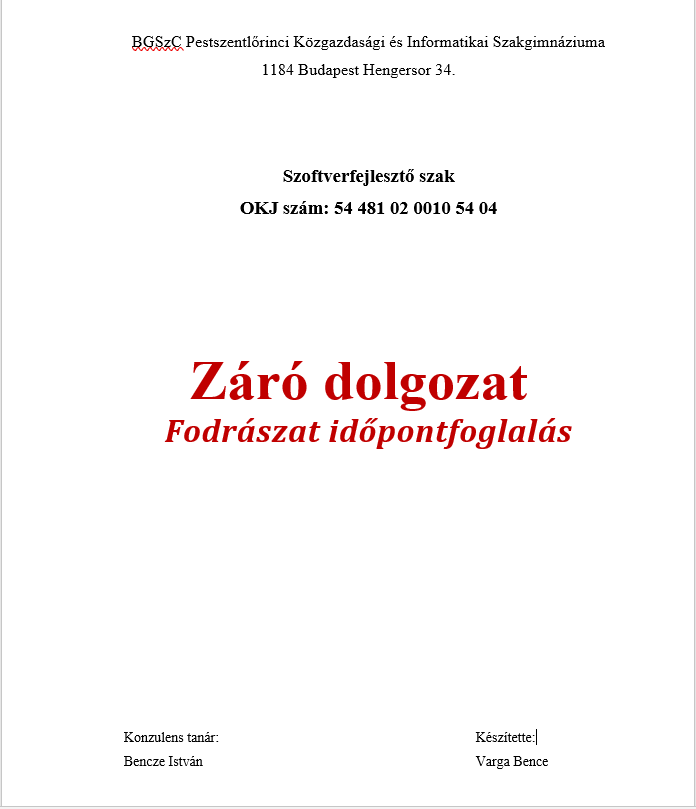 BGSzC Pestszentlőrinci Közgazdasági és Informatikai Szakgimnáziuma
1184 Budapest Hengersor 34.
Szoftverfejlesztő szak
OKJ szám: 54 481 02 0010 54 04
Záró dolgozat
Fodrászat időpontfoglalás
Konzulens tanár:
Készítette:
Bencze István
Varga Bence